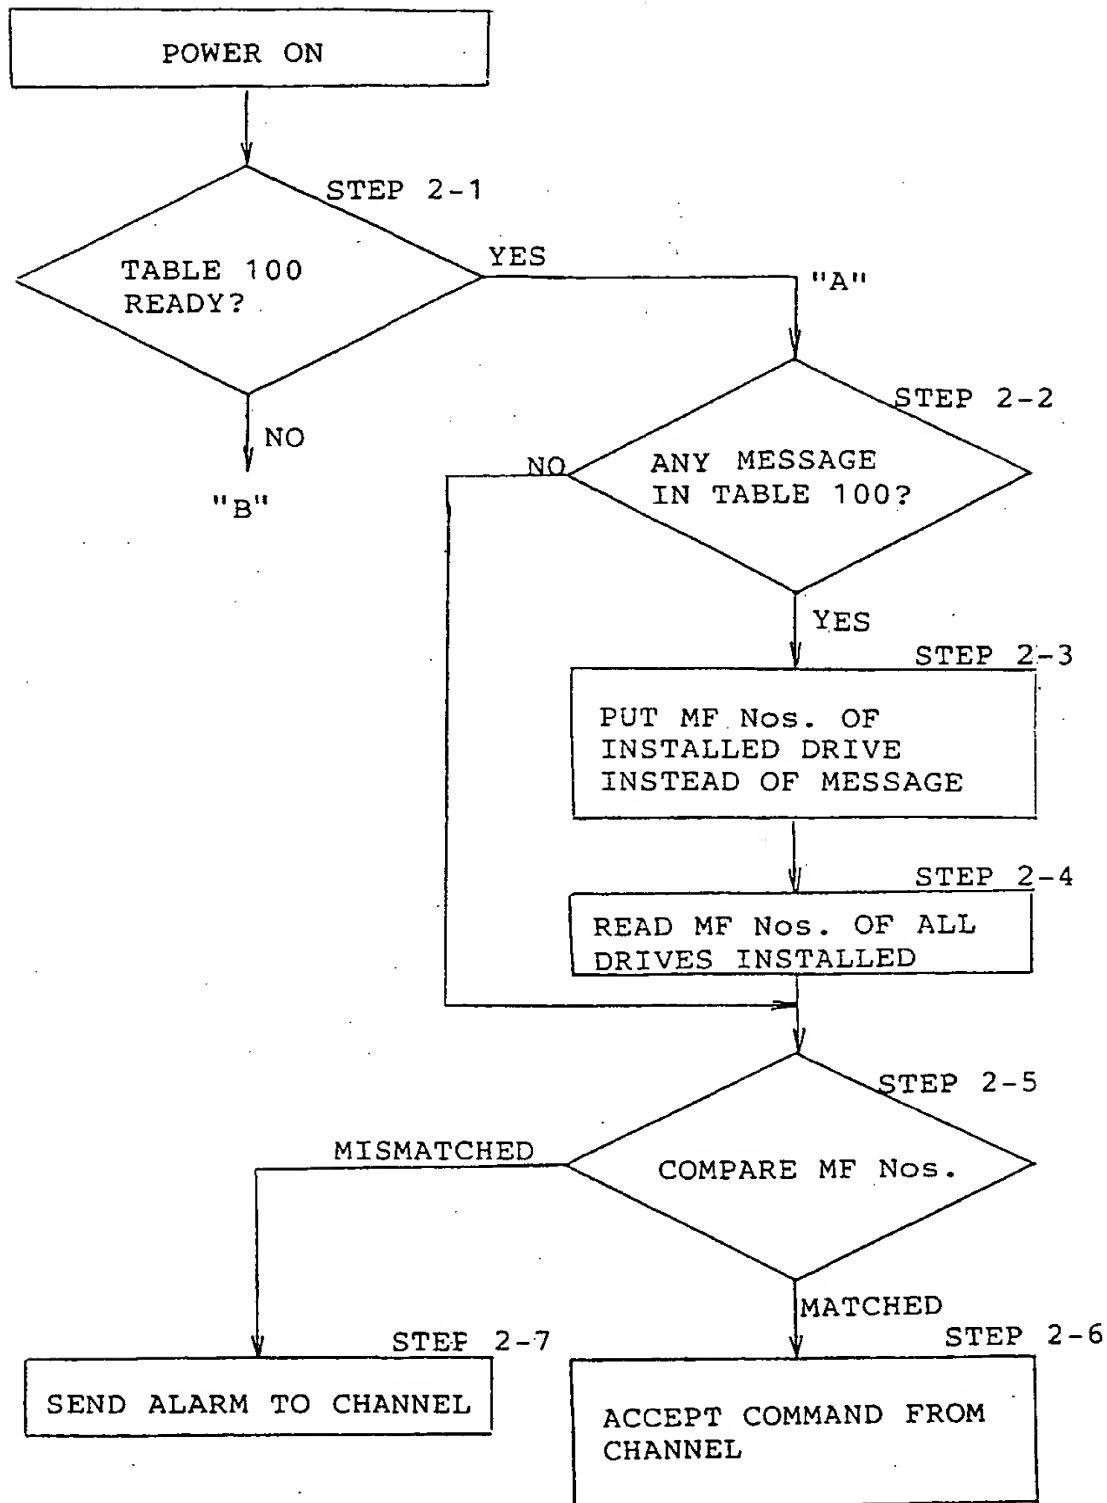 POWER ON
STEP 2-1
TABLE 100
READY?
YES
"A"
NO
"B"
STEP 2-2
ANY MESSAGE
IN TABLE 100?
NO
YES
STEP 2-3
PUT MF Nos. OF
INSTALLED DRIVE
INSTEAD OF MESSAGE
STEP 2-4
READ MF Nos. OF ALL
DRIVES INSTALLED
STEP 2-5
COMPARE MF Nos.
MISMATCHED
MATCHED
STEP 2-7
SEND ALARM TO CHANNEL
STEP 2-6
ACCEPT COMMAND FROM
CHANNEL